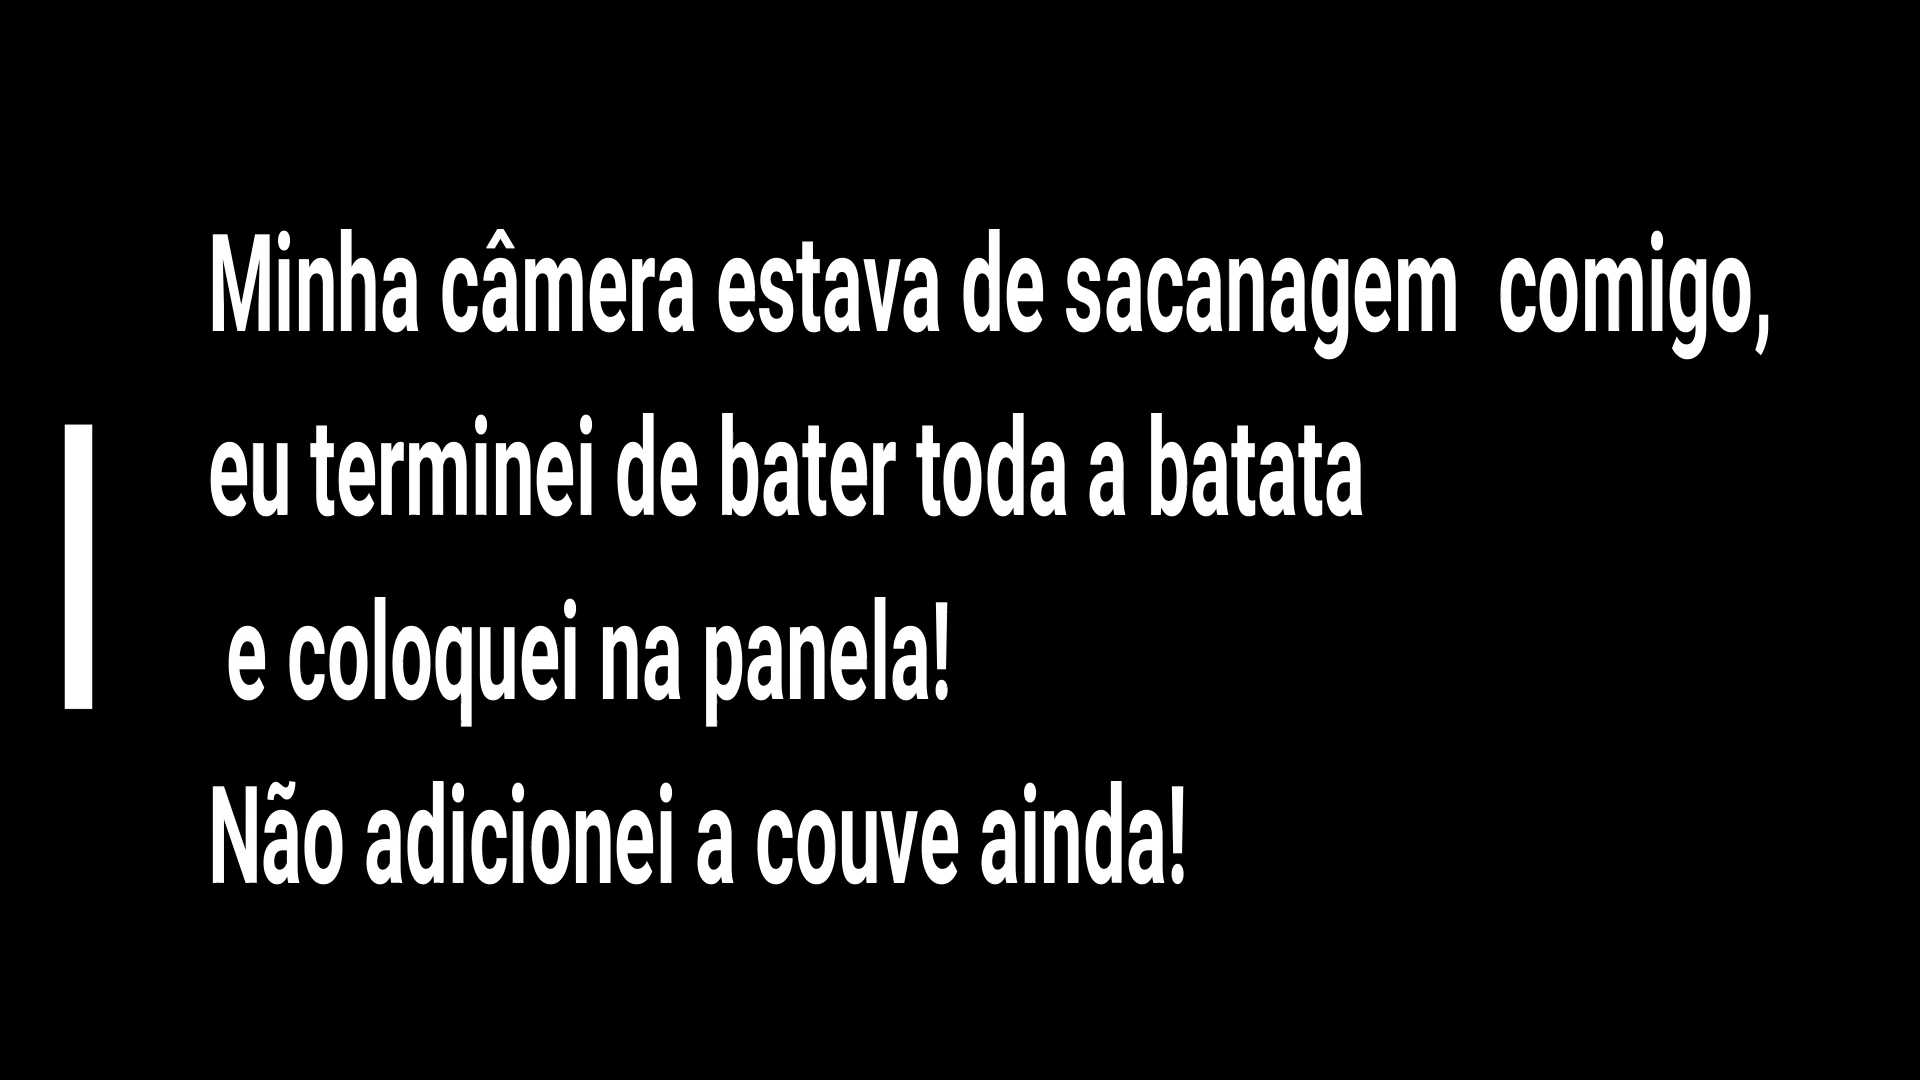 Minha câmera estava de sacanagem  comigo,
eu terminei de bater toda a batata
e coloquei na panela!
Não adicionei a couve ainda!